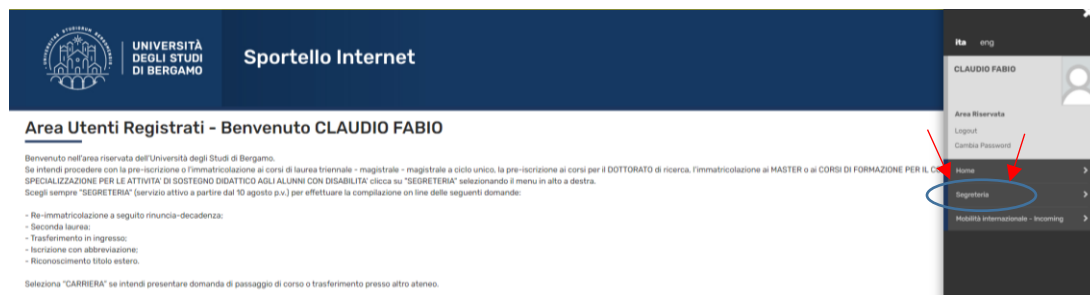 UNIVERSITÀ
DEGLI STUDI
DI BERGAMO
Sportello Internet
Area Utenti Registrati - Benvenuto CLAUDIO FABIO
Benvenuto nell'area riservata dell'Università degli Studi di Bergamo.
Se intendi procedere con la pre-iscrizione o l'immatricolazione ai corsi di laurea triennale - magistrale - magistrale a ciclo unico, la pre-iscrizione ai corsi per il DOTTORATO di ricerca, l'immatricolazione ai MASTER o ai CORSI DI FORMAZIONE PER IL C
SPECIALIZZAZIONE PER LE ATTIVITA' DI SOSTEGNO DIDATTICO AGLI ALUNNI CON DISABILITA' clicca su "SEGRETERIA" selezionando il menu in alto a destra.
Scegli sempre "SEGRETERIA" (servizio attivo a partire dal 10 agosto p.v.) per effettuare la compilazione on line delle seguenti domande:
- Re-immatricolazione a seguito rinuncia-decadenza;
- Seconda laurea;
- Trasferimento in ingresso;
- Iscrizione con abbreviazione;
- Riconoscimento titolo estero.
Seleziona "CARRIERA" se intendi presentare domanda di passaggio di corso o trasferimento presso altro ateneo.
ita eng
CLAUDIO FABIO
Area Riservata
Logout
Cambia Password
Home
Segreteria
Mobilità internazionale - Incoming